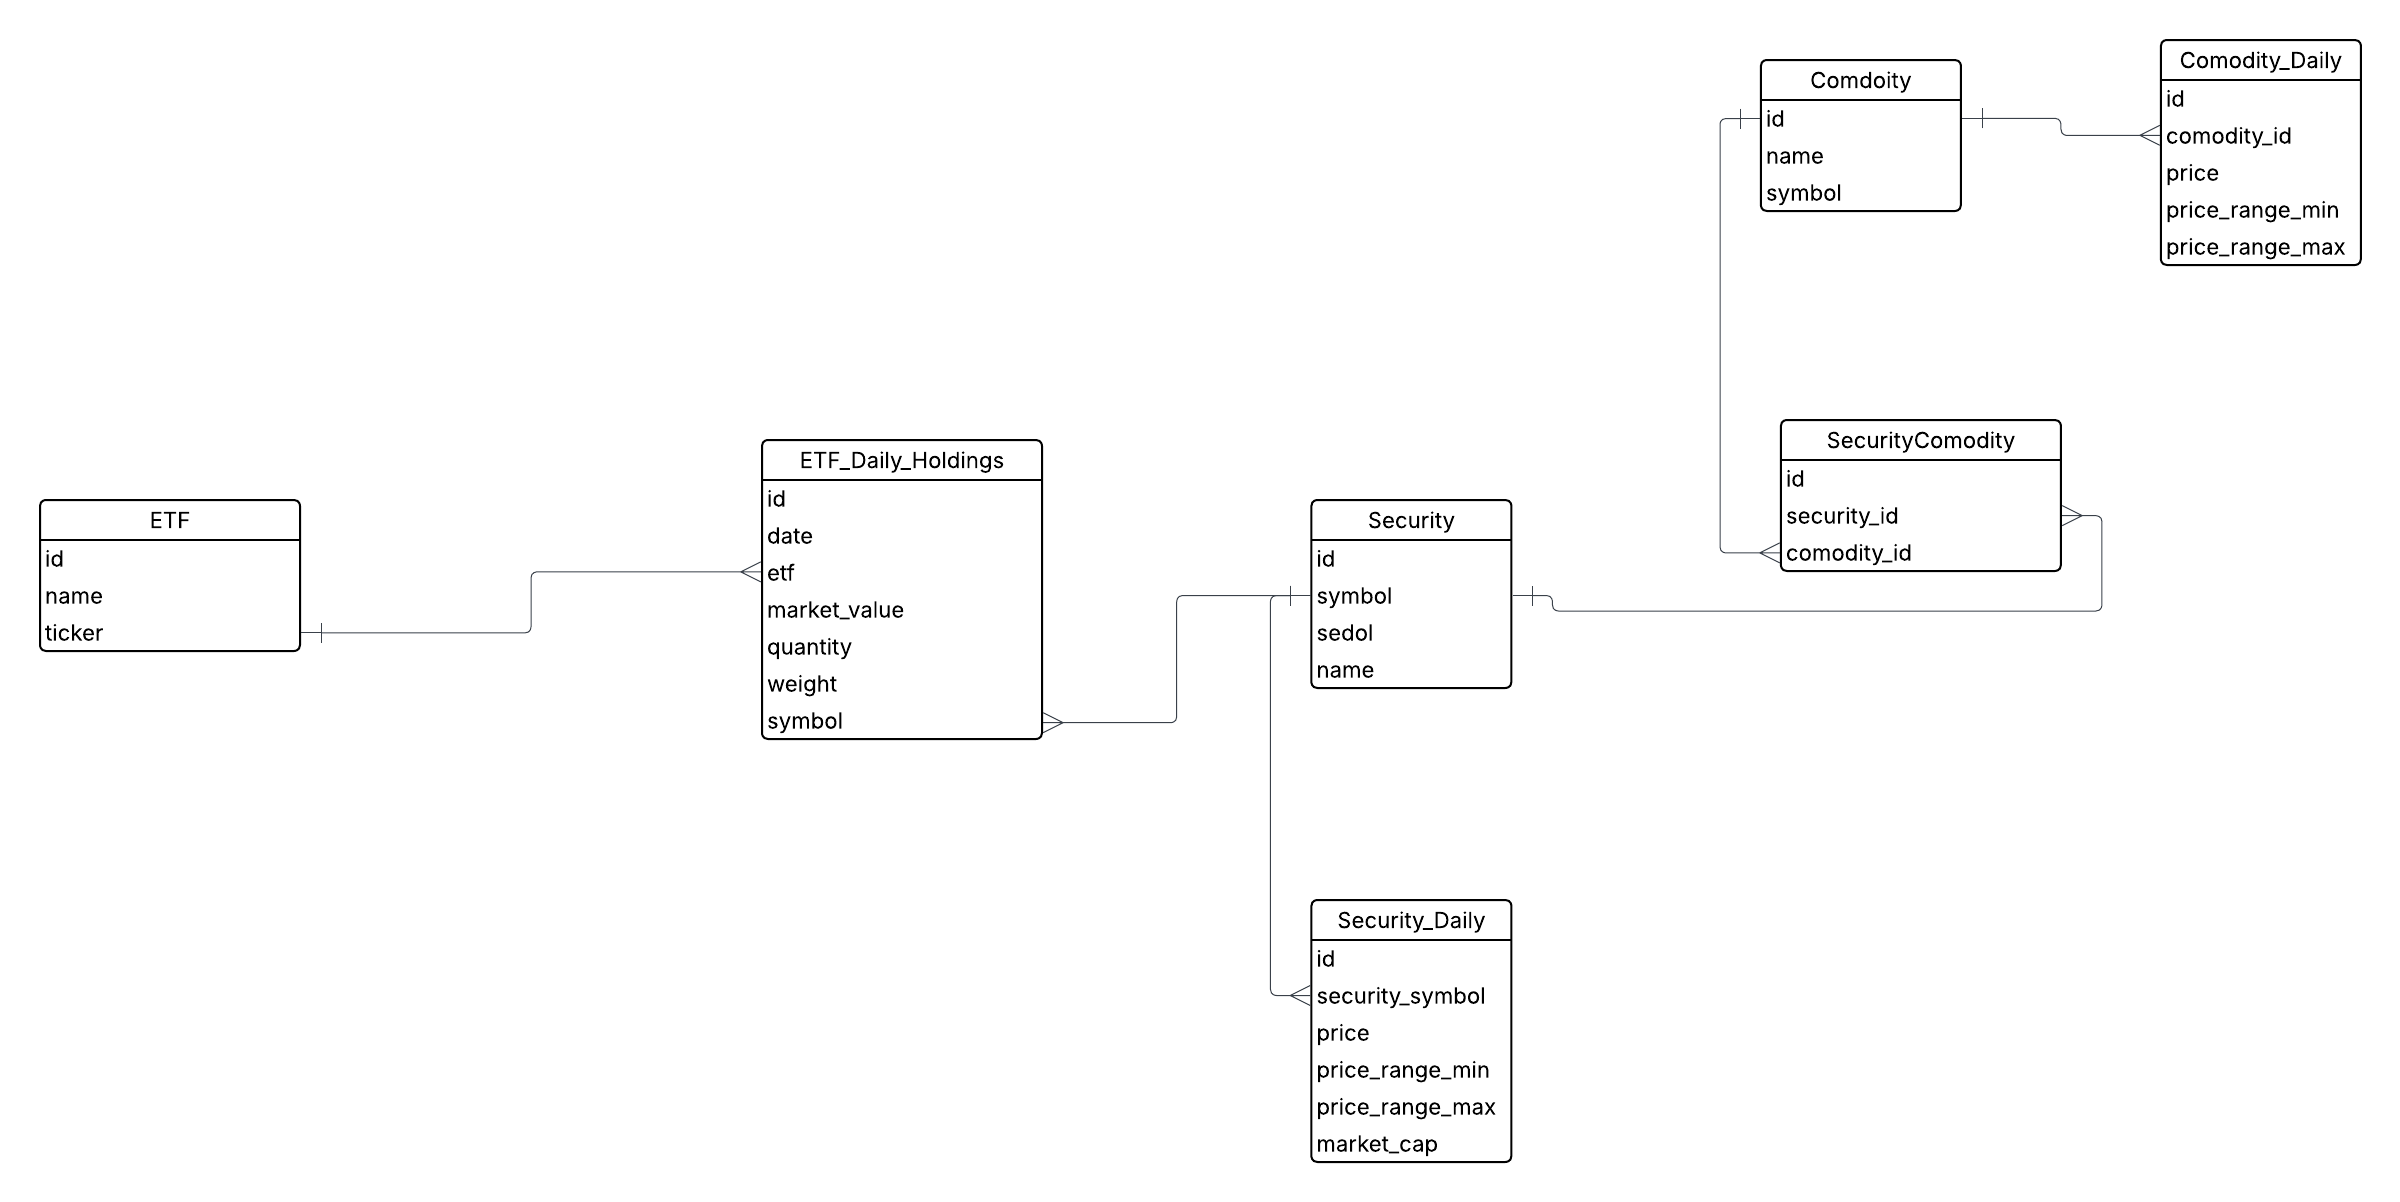 Comodity_Daily
id
comodity_id
price
price_range_min
price_range_max
Comdoity
id
name
symbol
SecurityComodity
id
security_id
comodity_id
ETF_Daily_Holdings
id
date
etf
market_value
quantity
weight
symbol
ETF
id
name
ticker
Security
id
symbol
sedol
name
Security_Daily
id
security_symbol
price
price_range_min
price_range_max
market_cap